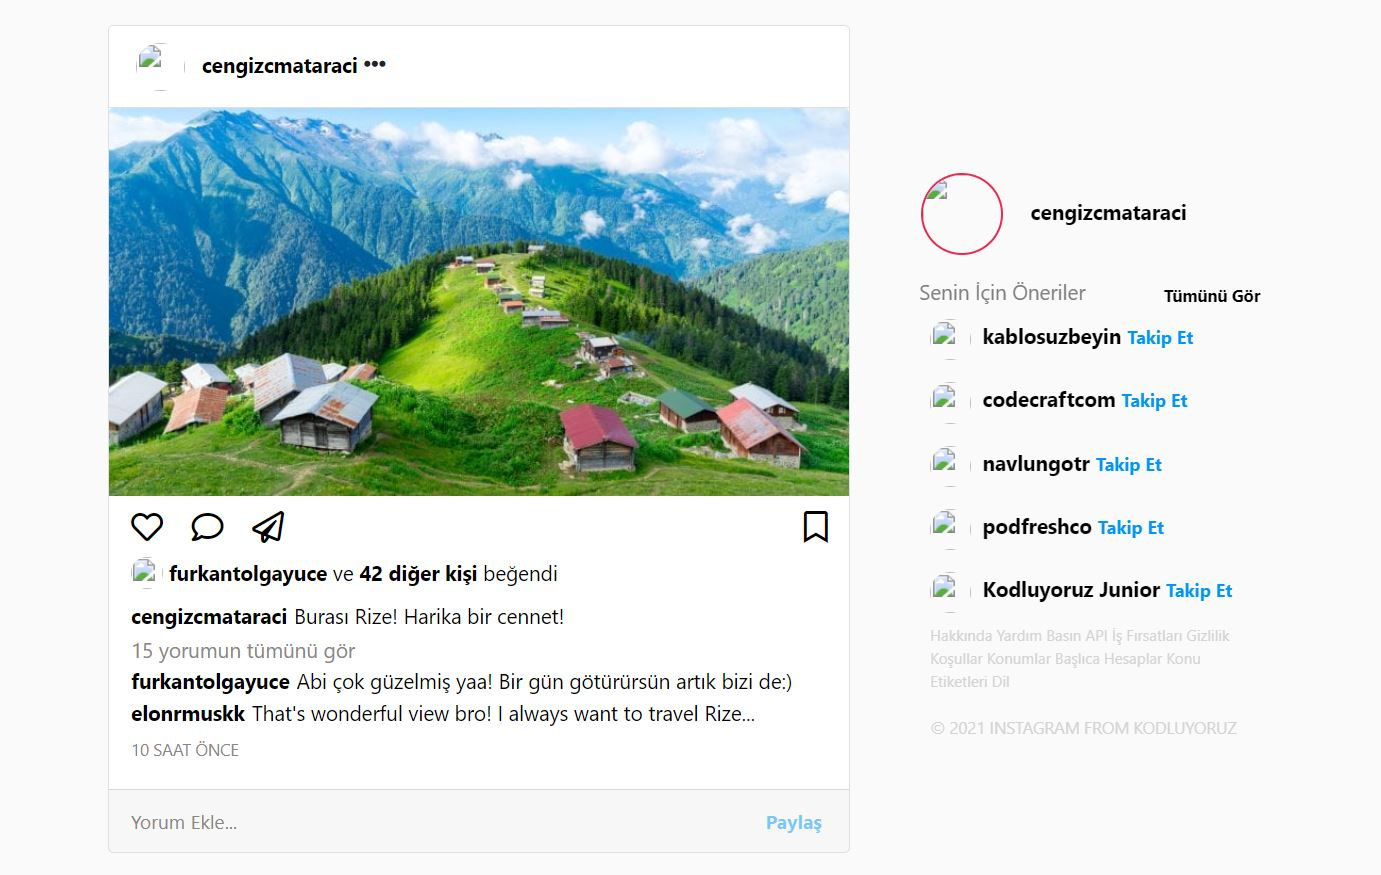 cengizcmataraci •••
furkantolgayuce ve 42 diğer kişi beğendi
cengizcmataraci Burası Rize! Harika bir cennet!
15 yorumun tümünü gör
furkantolgayuce Abi çok güzelmiş yaa! Bir gün götürürsün artık bizi de:)
elonrmuskk That's wonderful view bro! I always want to travel Rize...
10 SAAT ÖNCE
Yorum Ekle... Paylaş
cengizcmataraci
Senin İçin Öneriler Tümünü Gör
kablosuzbeyin Takip Et
codecraftcom Takip Et
navlungotr Takip Et
podfreshco Takip Et
Kodluyoruz Junior Takip Et
Hakkında Yardım Basın API İş Fırsatları Gizlilik
Koşullar Konumlar Başlıca Hesaplar Konu
Etiketleri Dil
© 2021 INSTAGRAM FROM KODLUYORUZ